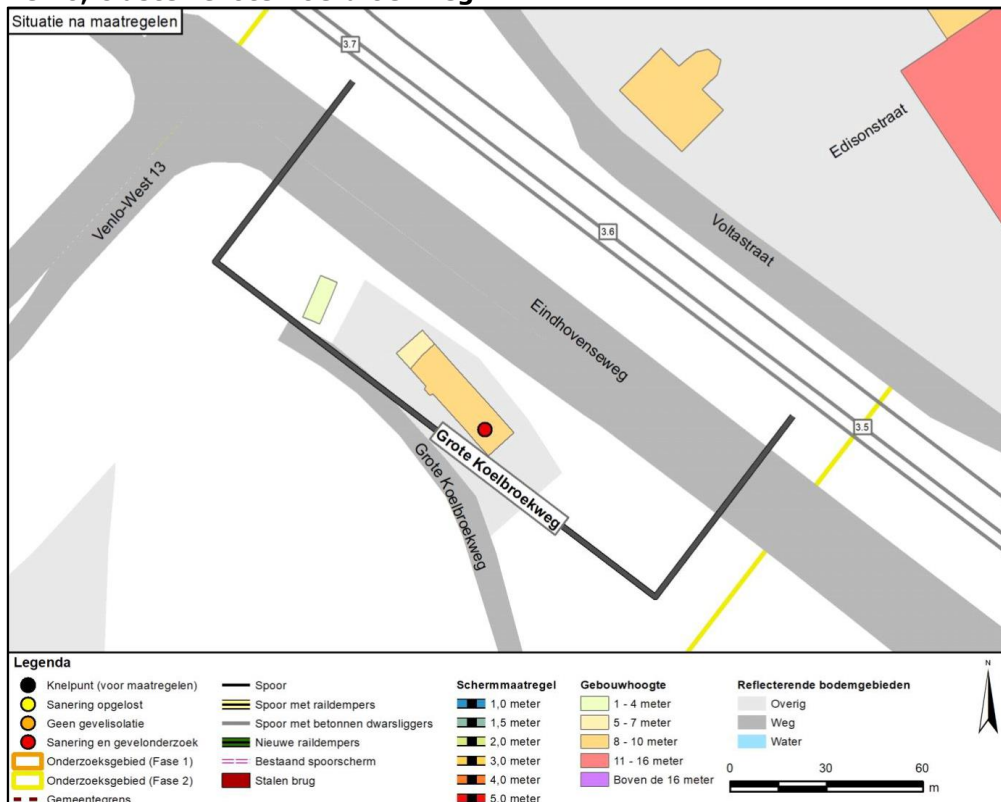 Situatie na maatregelen
3.7
Edisonstraat
Venlo-West 13
Voltastraat
3.6
Eindhovenseweg
3.5
Grote Koelbroekweg
Grote Koelbroekweg
Legenda
Knelpunt (voor maatregelen)
Sanering opgelost
Geen gevelisolatie
Sanering en gevelonderzoek
Onderzoeksgebied (Fase 1)
Onderzoeksgebied (Fase 2)
Gemeentegrens
Spoor
Spoor met raildempers
Spoor met betonnen dwarsliggers
Nieuwe raildempers
Bestaand spoorscherm
Stalen brug
Schermmaatregel
1,0 meter
1,5 meter
2,0 meter
3,0 meter
4,0 meter
5,0 meter
Gebouwhoogte
1 - 4 meter
5 - 7 meter
8 - 10 meter
11 - 16 meter
Boven de 16 meter
Reflecterende bodemgebieden
Overig
Weg
Water
N
0 30 60
m